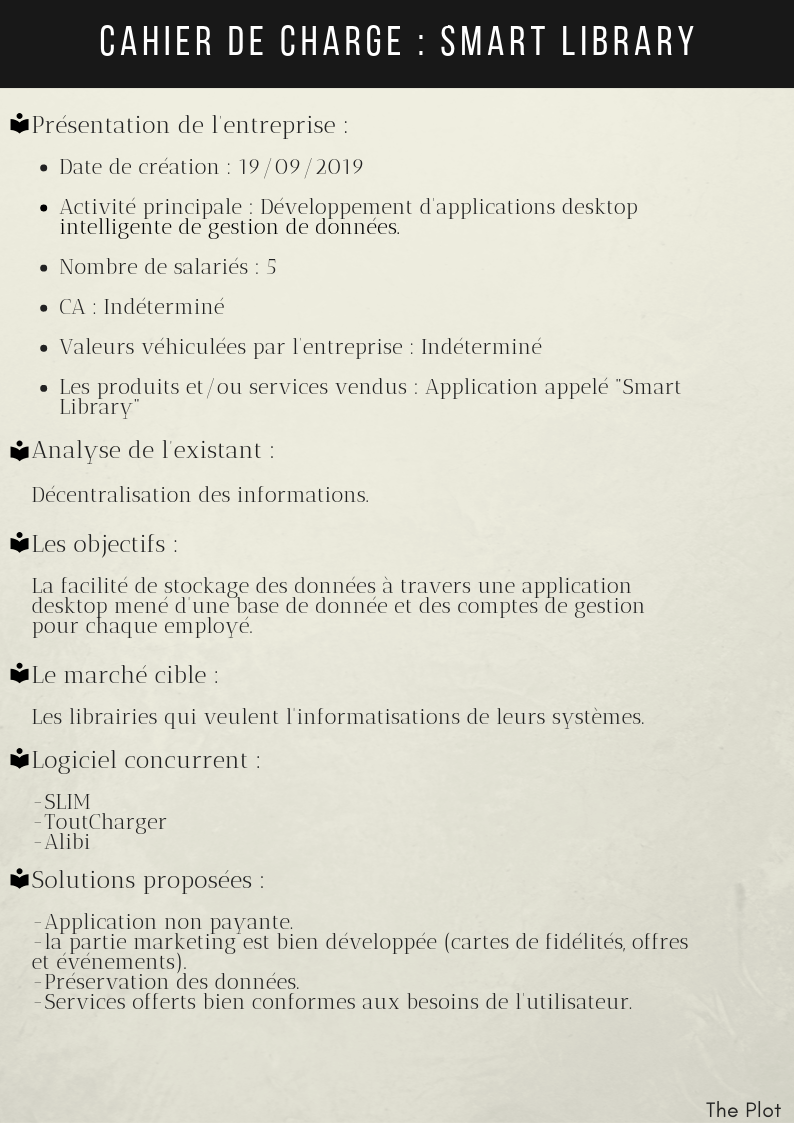 CAHIER DE CHARGE : SMART LIBRARY
Présentation de l'entreprise :
• Date de création : 19/09/2019
• Activité principale : Développement d'applications desktop
intelligente de gestion de données.
• Nombre de salariés : 5
• CA : Indéterminé
• Valeurs véhiculées par l'entreprise : Indéterminé
• Les produits et/ou services vendus : Application appelé "Smart
Library"
Analyse de l'existant :
Décentralisation des informations.
Les objectifs :
La facilité de stockage des données à travers une application
desktop mené d'une base de donnée et des comptes de gestion
pour chaque employé.
Le marché cible :
Les librairies qui veulent l'informatisations de leurs systèmes.
Logiciel concurrent :
-SLIM
-ToutCharger
-Alibi
Solutions proposées :
-Application non payante.
-la partie marketing est bien développée (cartes de fidélités, offres
et événements).
-Préservation des données.
-Services offerts bien conformes aux besoins de l'utilisateur.
The Plot